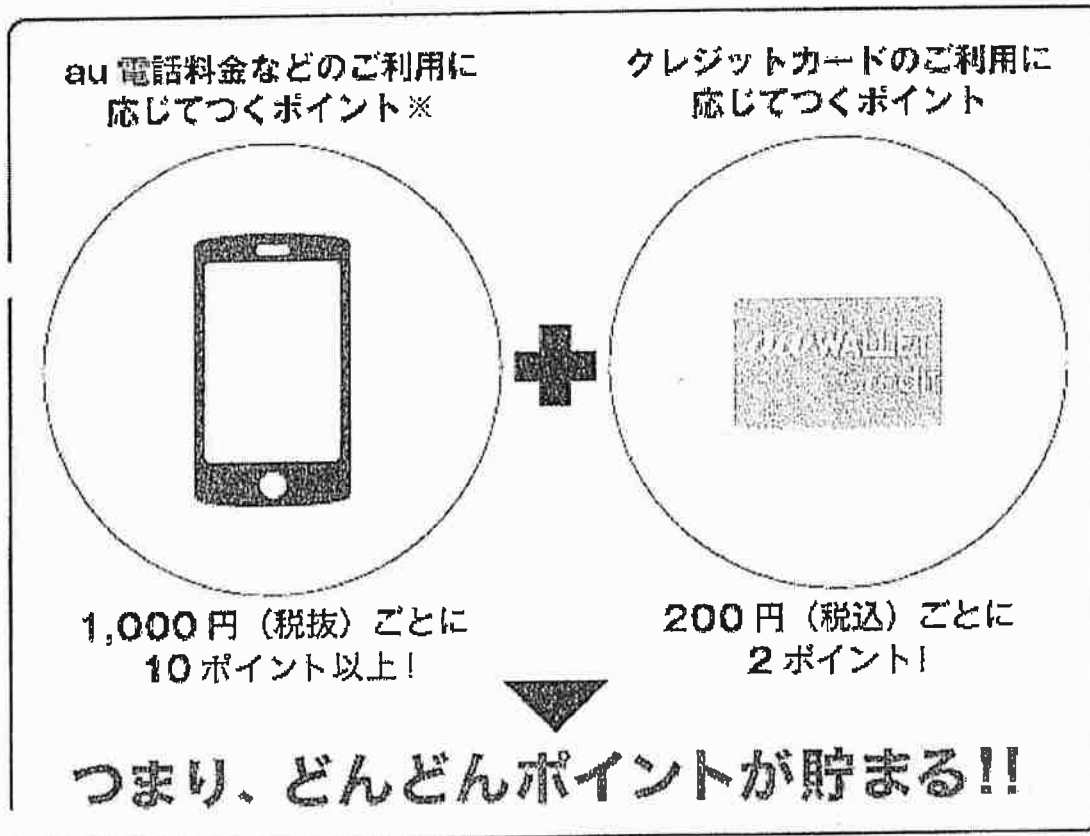 au 電話料金などのご利用に
応じてつくポイント※
クレジットカードのご利用に
応じてつくポイント
au WALLET
Credit
1,000円（税抜）ごとに
10ポイント以上!
200円（税込）ごとに
2ポイント!
つまり、どんどんポイントが貯まる!!